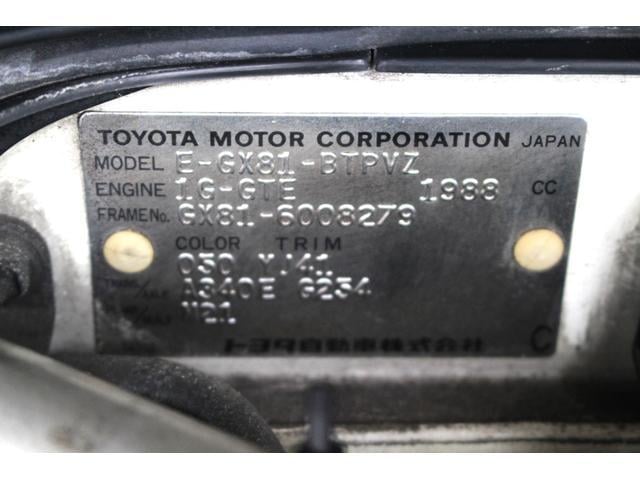 TOYOTA MOTOR CORPORATION JAPAN
MODEL E-GX81-BTPVZ
ENGINE 1G-GTE 1988 CC
FRAME No. GX81-6008279
COLOR TRIM
050 YJ41
A340E G254
M21
トヨタ自動車株式会社 C